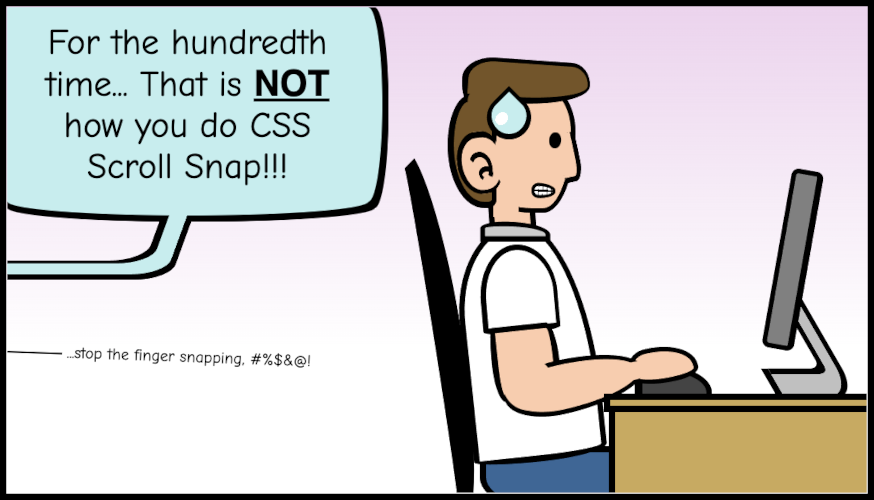 For the hundredth
time... That is NOT
how you do CSS
Scroll Snap!!!
...stop the finger snapping, #%$&@!